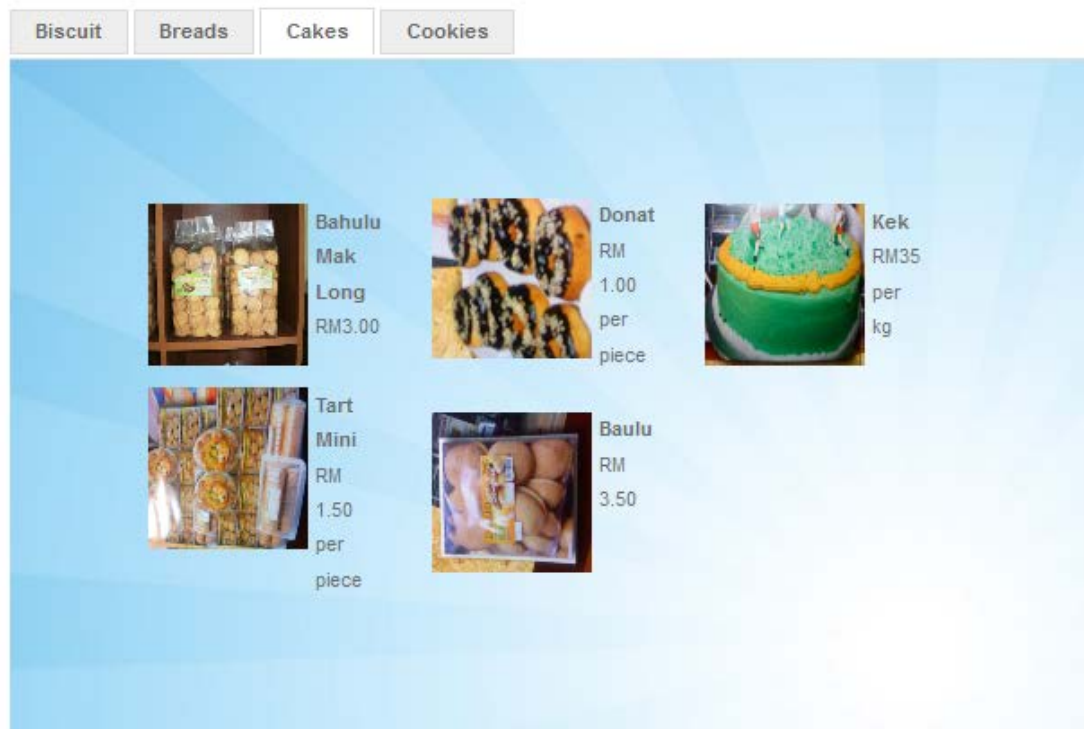 Biscuit
Breads
Cakes
Cookies
Bahulu
Mak
Long
RM3.00
Donat
RM
1.00
per
piece
Kek
RM35
per
kg
Tart
Mini
RM
1.50
per
piece
Baulu
RM
3.50